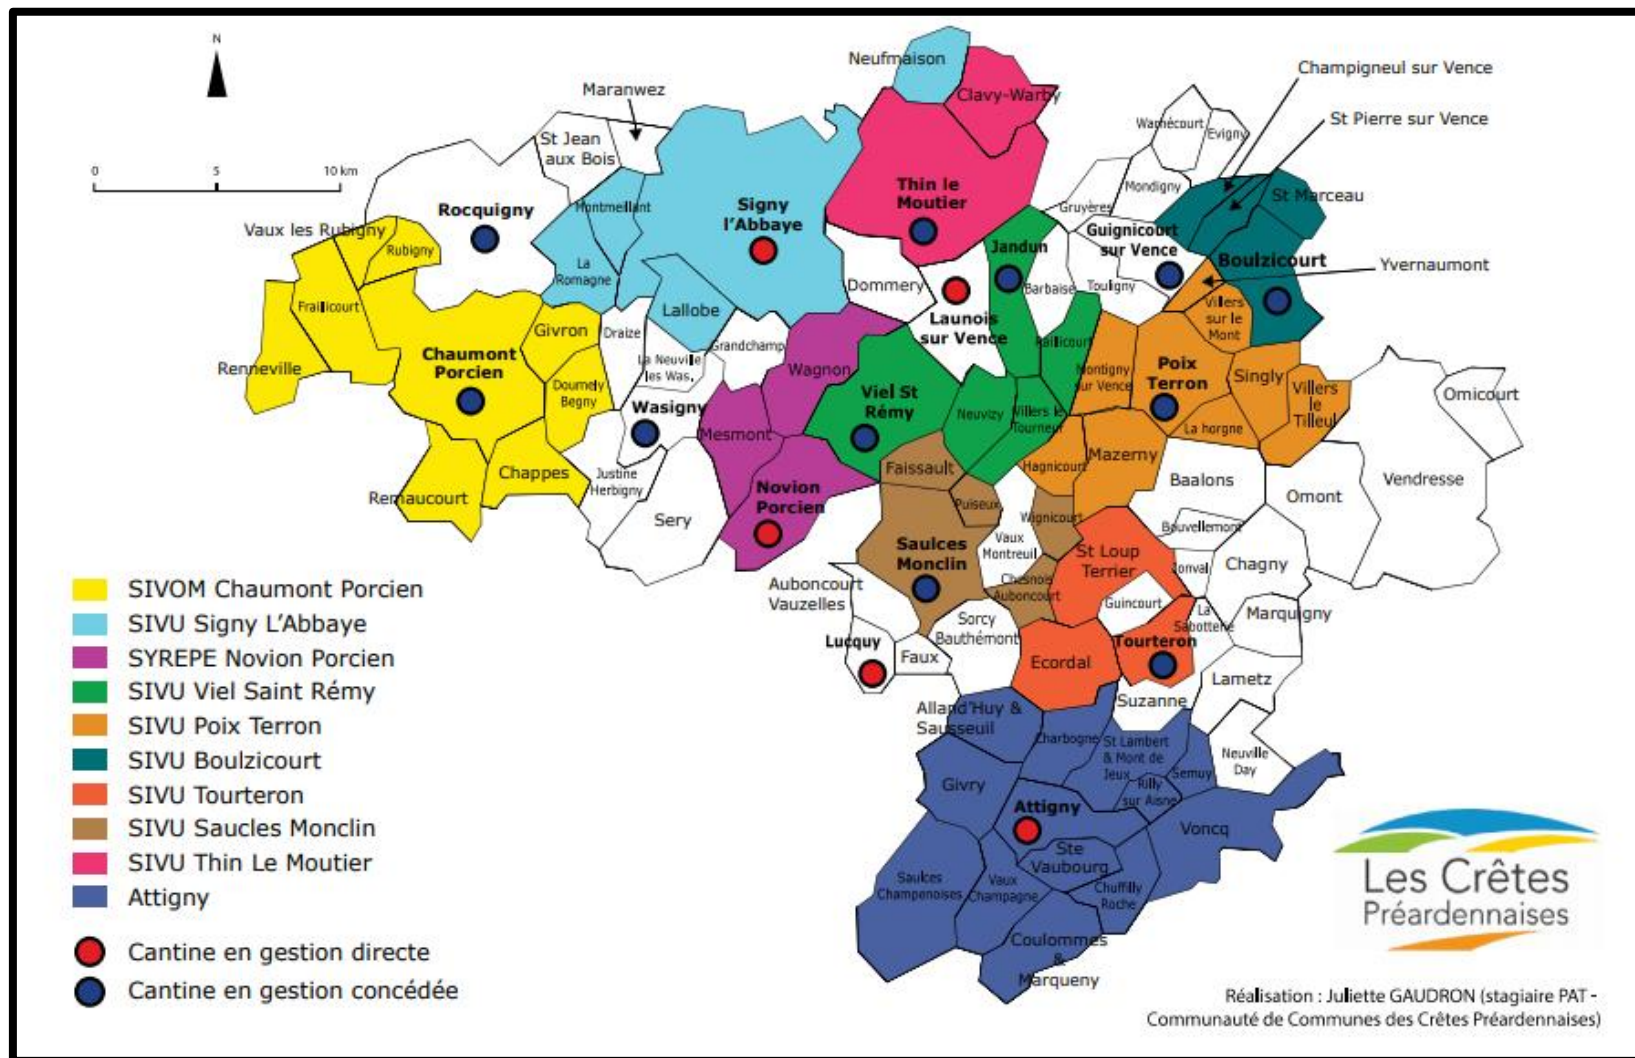 N
0 5 10 km
Neufmaison
Clavy-Warby
Champigneul sur Vence
St Pierre sur Vence
Maranwez
St Jean
aux Bois
Warnécourt
Evigny
Mondigny
Gruyères
St Marceau
Montmeillant
Rocquigny
Signy
l'Abbaye
Thin le
Moutier
Vaux les Rubigny
Rubigny
La
Romagne
Jandun
Guignicourt
sur Vence
Boulzicourt
Yvernaumont
Fraillicourt
Dommery
Barbaise
Touligny
Lallobe
Launois
sur Vence
Villers
sur le
Mont
Givron
Draize
Grandchamp
Raillicourt
Renneville
Chaumont
Porcien
La Neuville
les Was.
Wagnon
Montigny
sur Vence
Poix
Terron
Singly
Villers
le
Tilleul
Omicourt
Doumely
Begny
Wasigny
Viel St
Rémy
Neuvizy
Villers le
Tourneur
La horgne
Mesmont
Mazerny
Chappes
Remaucourt
Justine
Herbigny
Faissault
Hagnicourt
Baalons
Omont
Vendresse
Novion
Porcien
Puiseux
Wignicourt
Sery
Bouvellemont
Saulces
Monclin
Vaux
Montreuil
St Loup
Terrier
Jonval
Chagny
Auboncourt
Vauzelles
Chesnois
Auboncourt
Guincourt
La
Sabotterie
Marquigny
Sorcy
Bauthémont
Lucquy
Faux
Ecordal
Tourteron
Lametz
Suzanne
Alland'Huy &
Sausseuil
Charbogne
St Lambert
& Mont de
Jeux
Semuy
Neuville
Day
Givry
Rilly
sur Aisne
Attigny
Voncq
Ste
Vaubourg
Saulces
Champenoises
Vaux
Champagne
Chuffilly
Roche
Coulommes
&
Marqueny
SIVOM Chaumont Porcien
SIVU Signy L'Abbaye
SYREPE Novion Porcien
SIVU Viel Saint Rémy
SIVU Poix Terron
SIVU Boulzicourt
SIVU Tourteron
SIVU Saucles Monclin
SIVU Thin Le Moutier
Attigny
Cantine en gestion directe
Cantine en gestion concédée
Les Crêtes
Préardennaises
Réalisation : Juliette GAUDRON (stagiaire PAT -
Communauté de Communes des Crêtes Préardennaises)